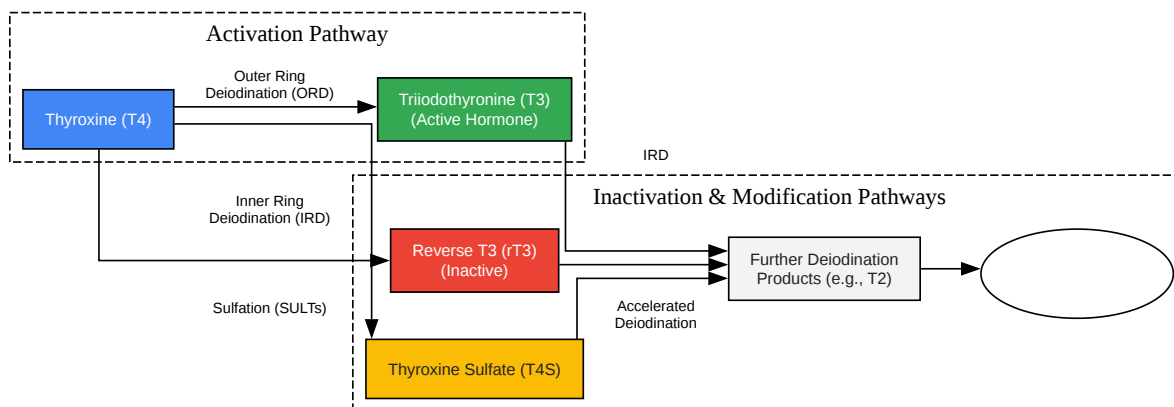 Activation Pathway
Outer Ring
Deiodination (ORD)
Thyroxine (T4)
Triiodothyronine (T3)
(Active Hormone)
IRD
Inactivation & Modification Pathways
Inner Ring
Deiodination (IRD)
Reverse T3 (rT3)
(Inactive)
Further Deiodination
Products (e.g., T2)
Sulfation (SULTs)
Accelerated
Deiodination
Thyroxine Sulfate (T4S)